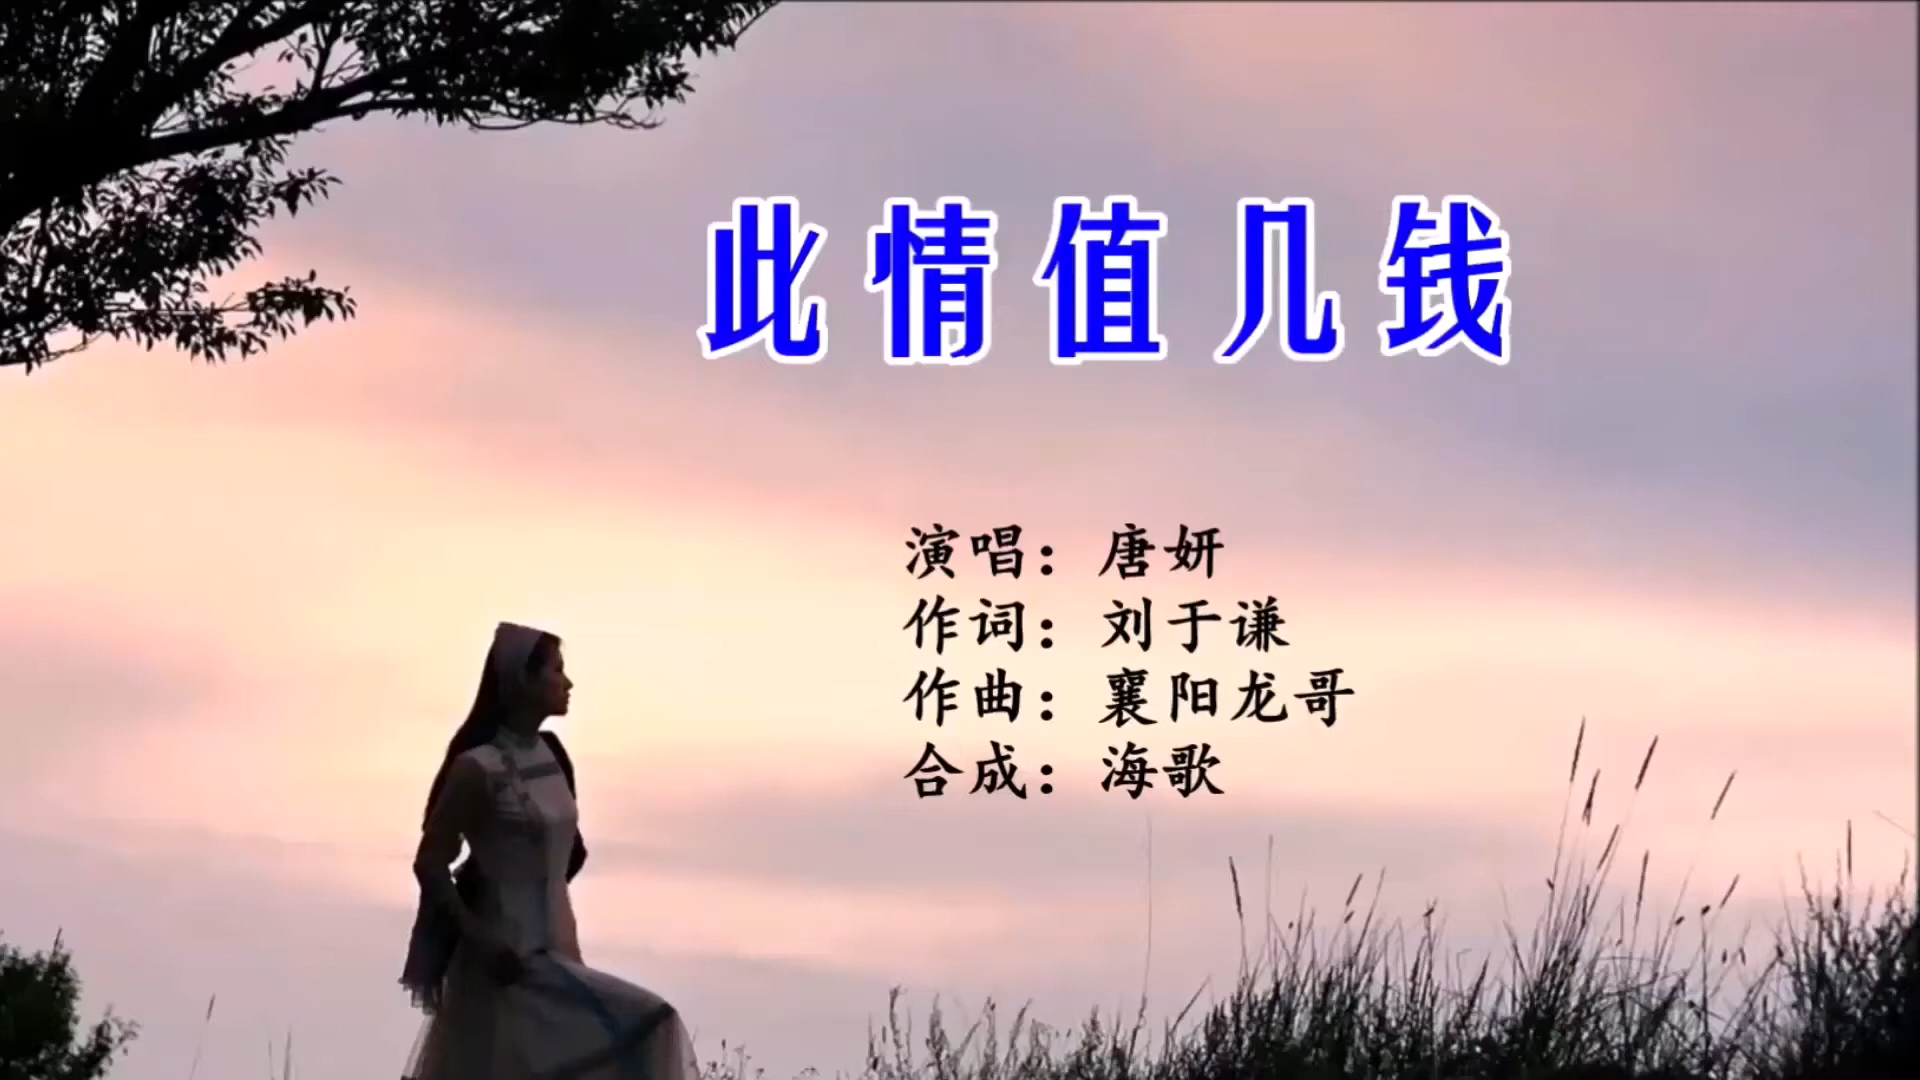 此情值几钱
演唱：唐妍
作词：刘于谦
作曲：襄阳龙哥
合成：海歌